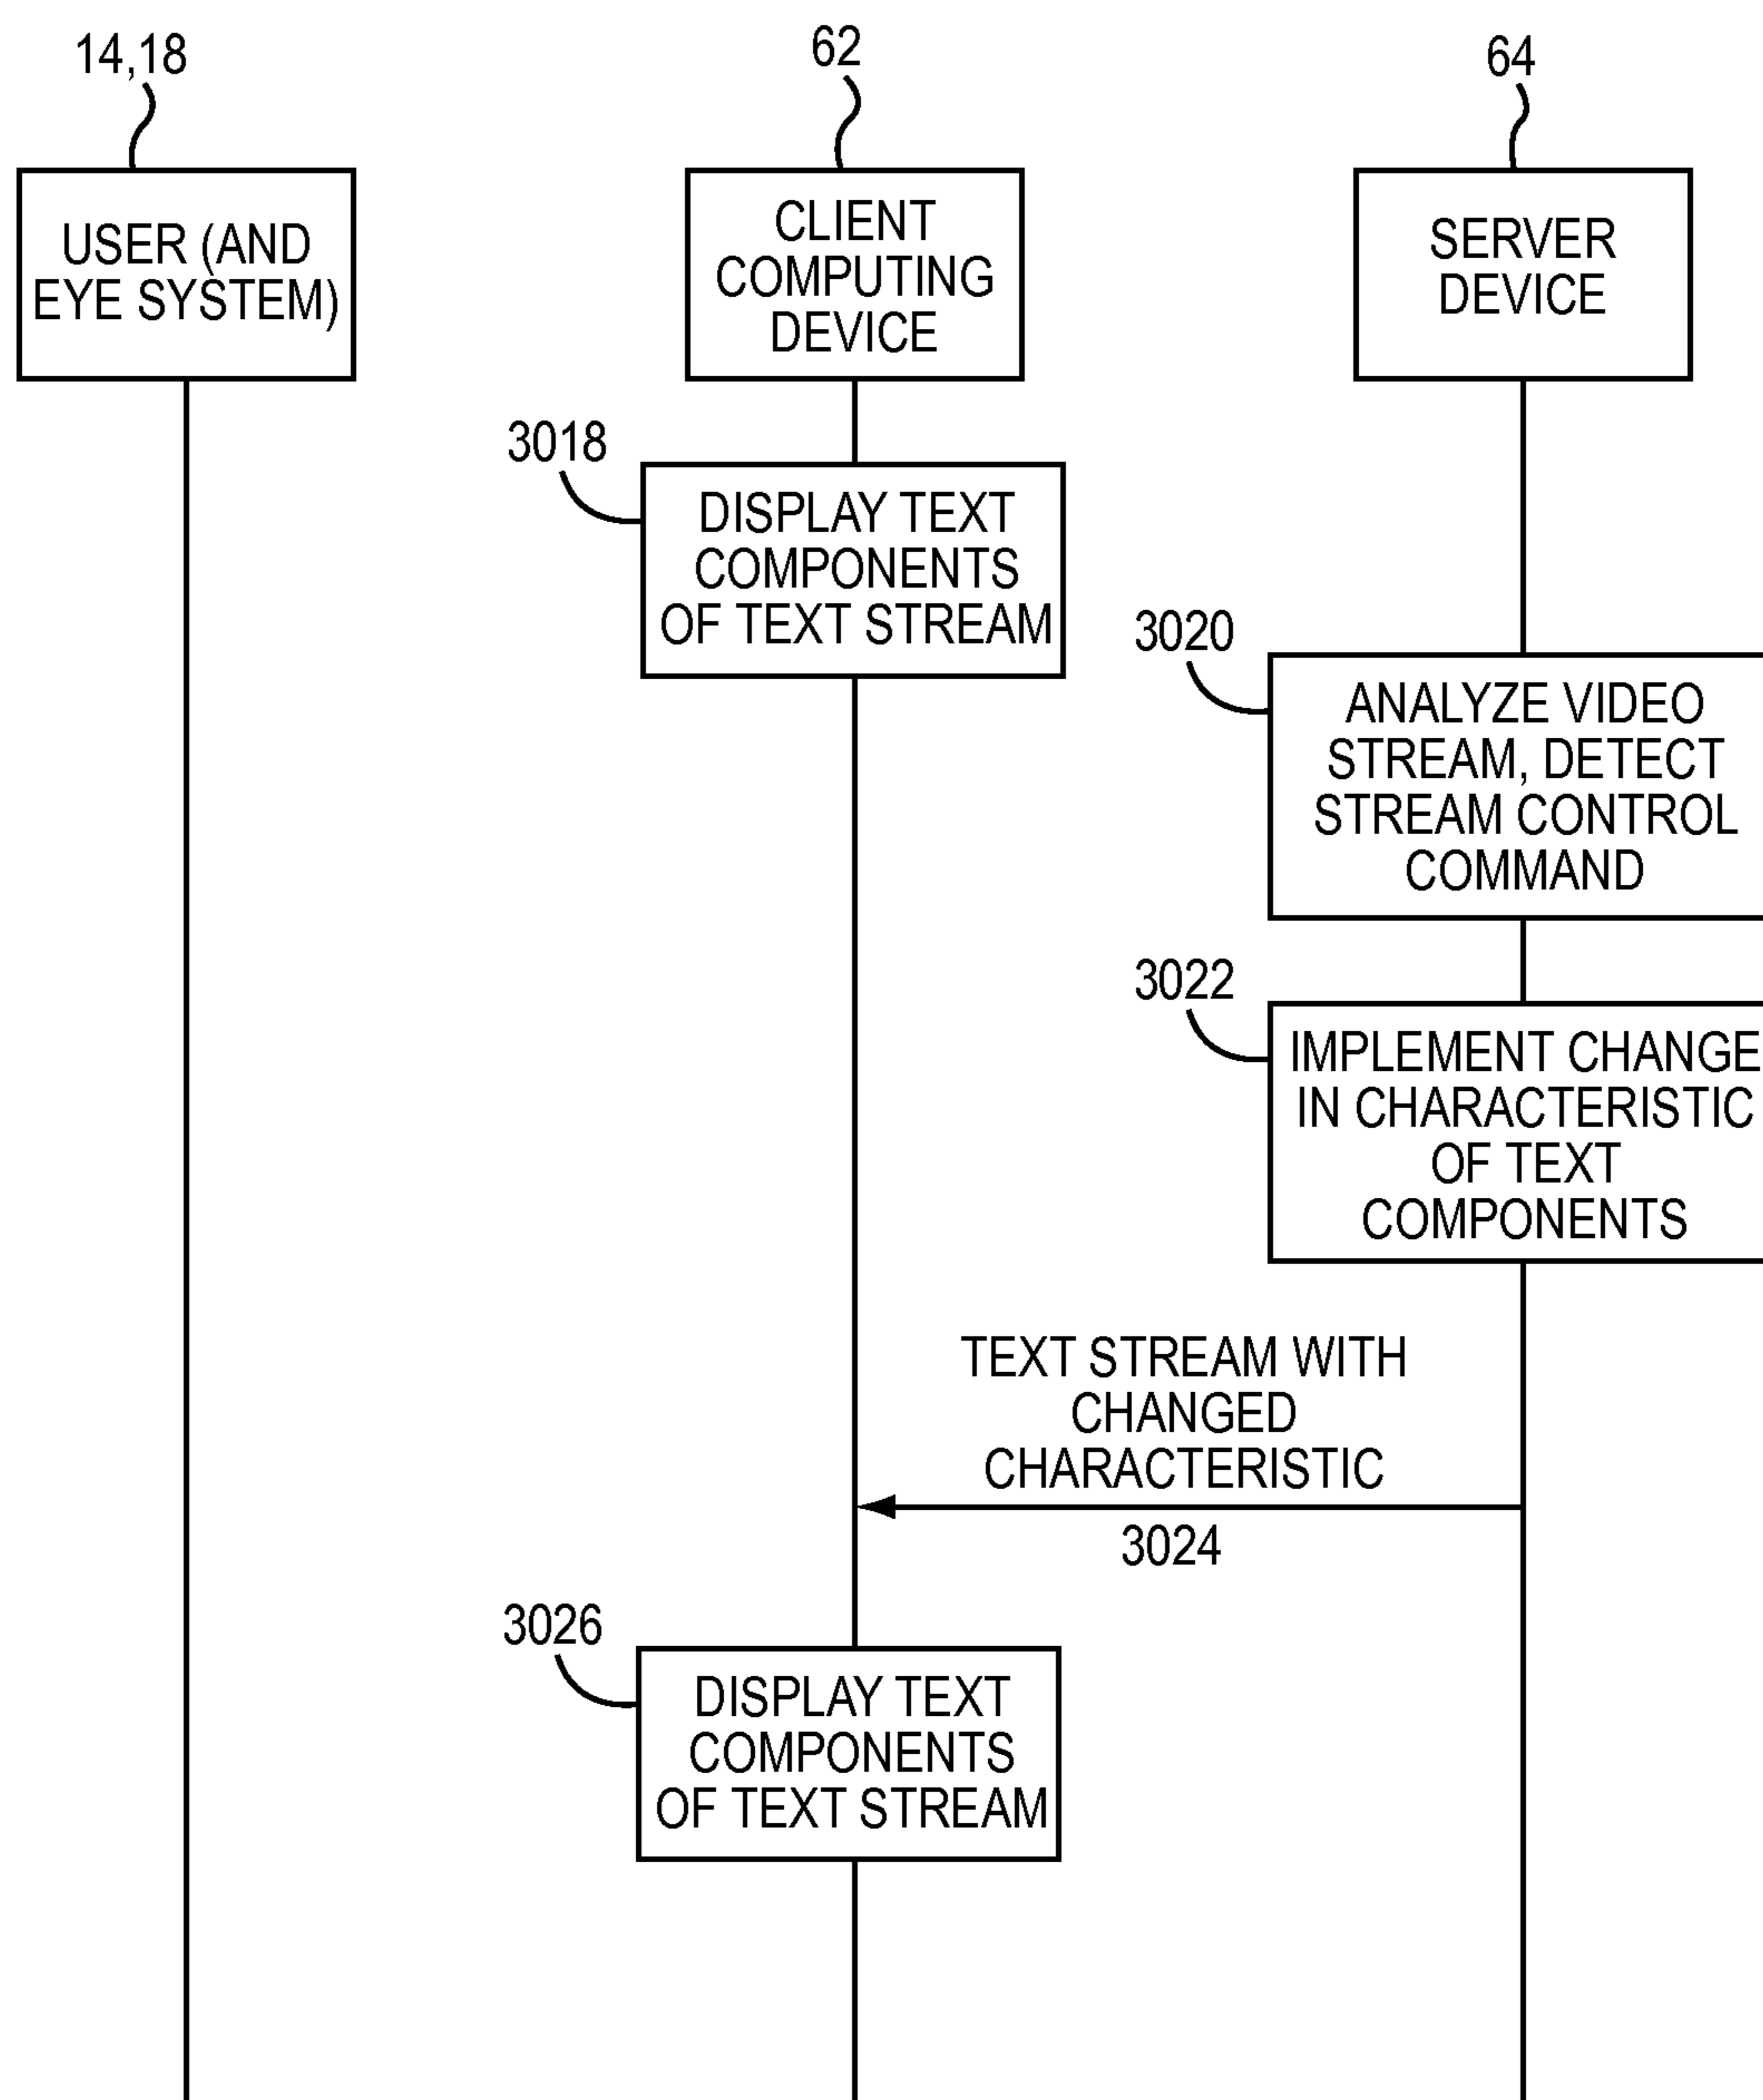 14,18
62
64
USER (AND
EYE SYSTEM)
CLIENT
COMPUTING
DEVICE
SERVER
DEVICE
3018
DISPLAY TEXT
COMPONENTS
OF TEXT STREAM
3020
ANALYZE VIDEO
STREAM, DETECT
STREAM CONTROL
COMMAND
3022
IMPLEMENT CHANGE
IN CHARACTERISTIC
OF TEXT
COMPONENTS
TEXT STREAM WITH
CHANGED
CHARACTERISTIC
3024
3026
DISPLAY TEXT
COMPONENTS
OF TEXT STREAM